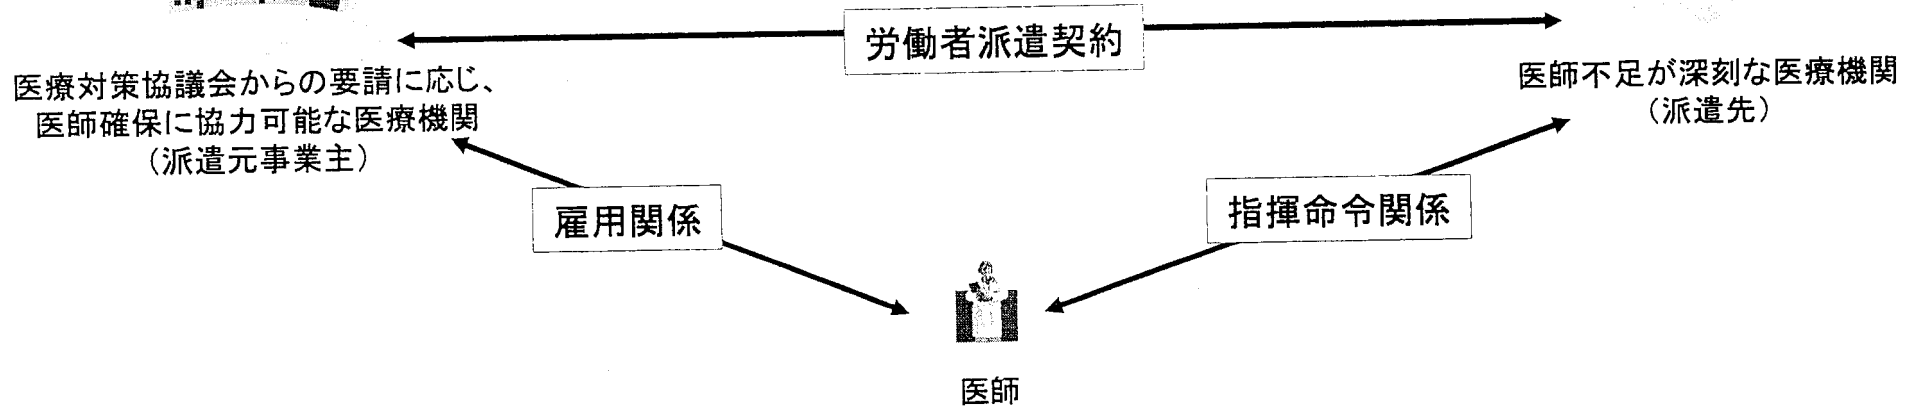 労働者派遣契約
医療対策協議会からの要請に応じ、
医師確保に協力可能な医療機関
（派遣元事業主）
医師不足が深刻な医療機関
（派遣先）
雇用関係
指揮命令関係
医師